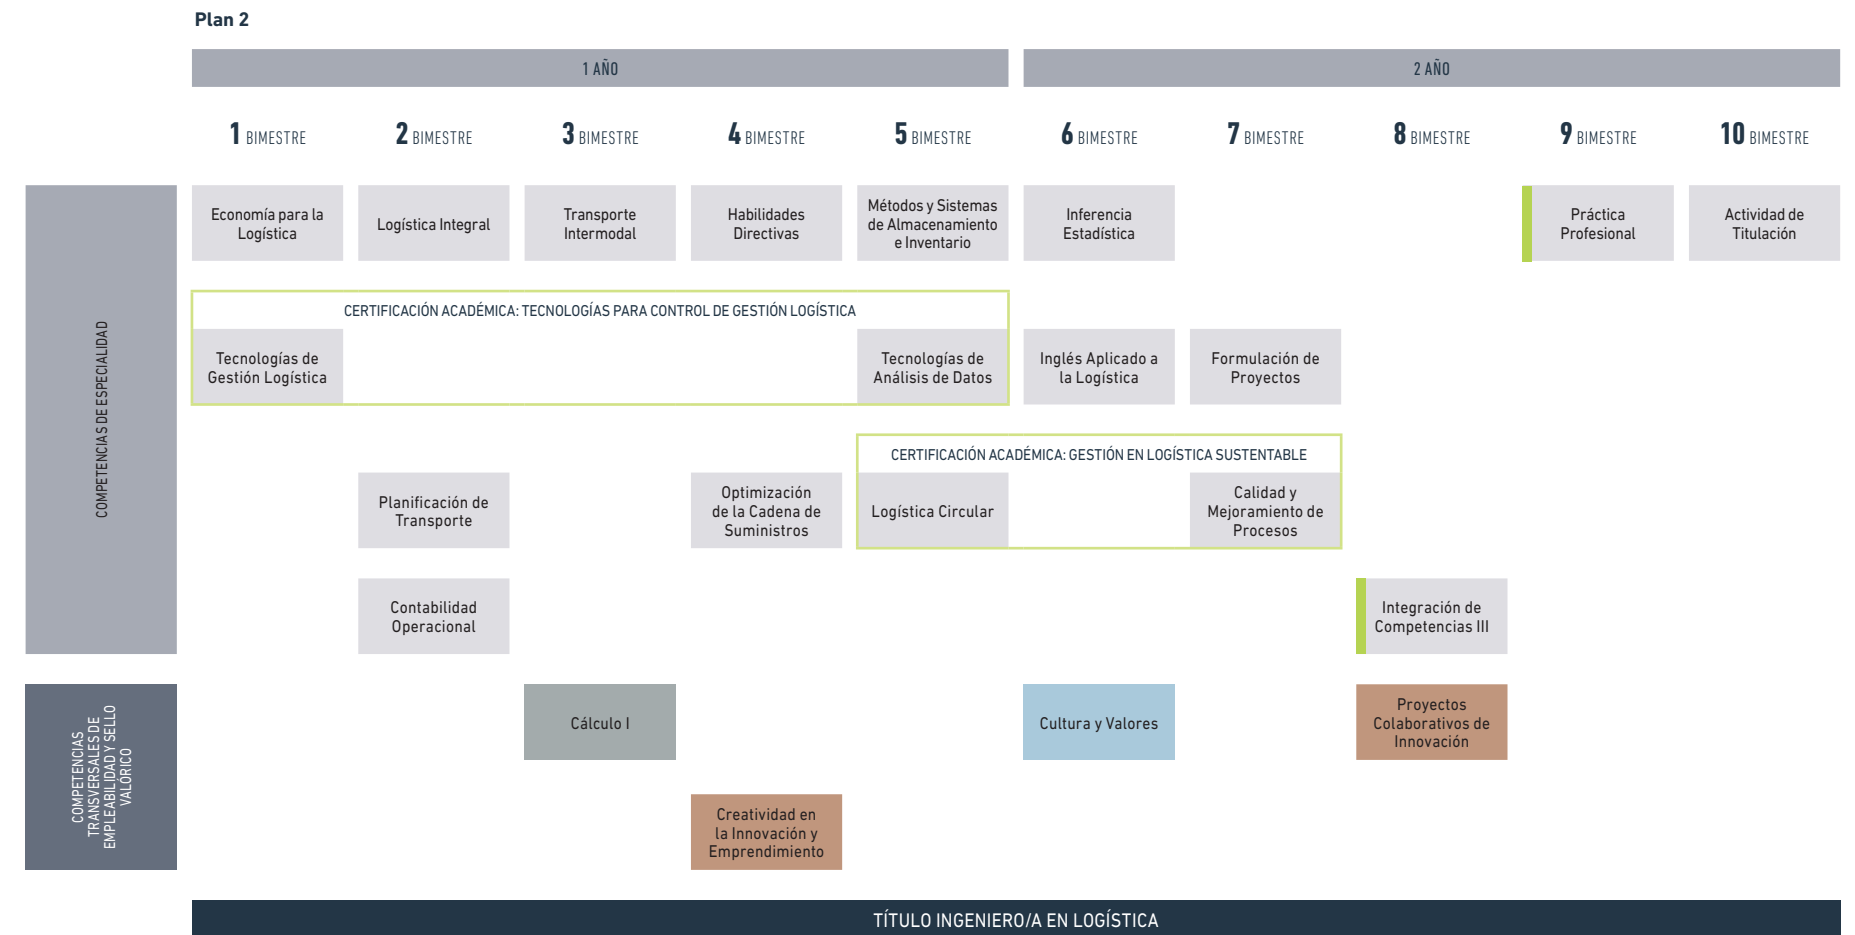 Plan 2
1 AÑO
2 AÑO
1 BIMESTRE
2 BIMESTRE
3 BIMESTRE
4 BIMESTRE
5 BIMESTRE
6 BIMESTRE
7 BIMESTRE
8 BIMESTRE
9 BIMESTRE
10 BIMESTRE
COMPETENCIAS DE ESPECIALIDAD
Economía para la
Logística
Logística Integral
Transporte
Intermodal
Habilidades
Directivas
Métodos y Sistemas
de Almacenamiento
e Inventario
Inferencia
Estadística
Práctica
Profesional
Actividad de
Titulación
CERTIFICACIÓN ACADÉMICA: TECNOLOGÍAS PARA CONTROL DE GESTIÓN LOGÍSTICA
Tecnologías de
Gestión Logística
Tecnologías de
Análisis de Datos
Inglés Aplicado a
la Logística
Formulación de
Proyectos
CERTIFICACIÓN ACADÉMICA: GESTIÓN EN LOGÍSTICA SUSTENTABLE
Planificación de
Transporte
Optimización
de la Cadena de
Suministros
Logística Circular
Calidad y
Mejoramiento de
Procesos
Contabilidad
Operacional
Integración de
Competencias III
COMPETENCIAS
TRANSVERSALES DE
EMPLEABILIDAD Y SELLO
VALÓRICO
Cálculo I
Cultura y Valores
Proyectos
Colaborativos de
Innovación
Creatividad en
la Innovación y
Emprendimiento
TÍTULO INGENIERO/A EN LOGÍSTICA